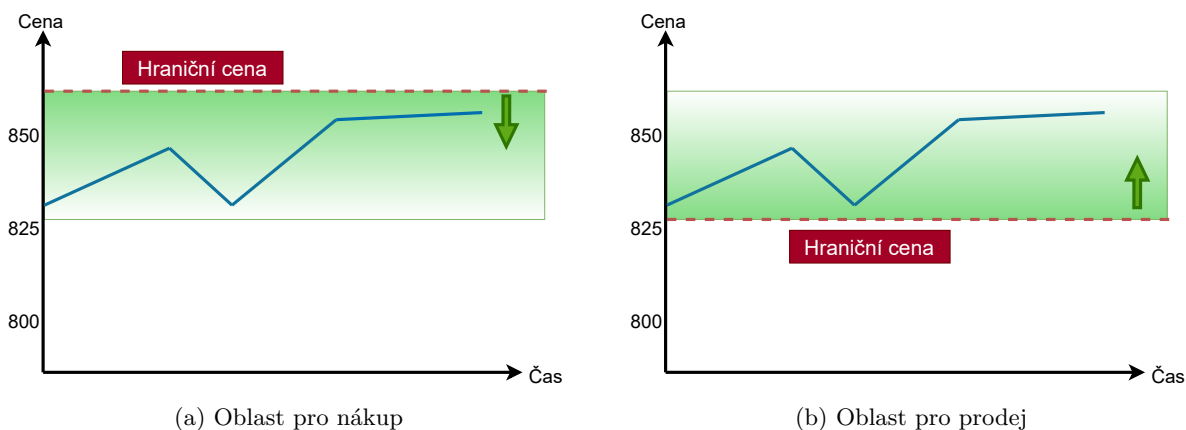 Cena
Hraniční cena
850
825
800
Čas
(a) Oblast pro nákup
Cena
850
825
Hraniční cena
800
Čas
(b) Oblast pro prodej